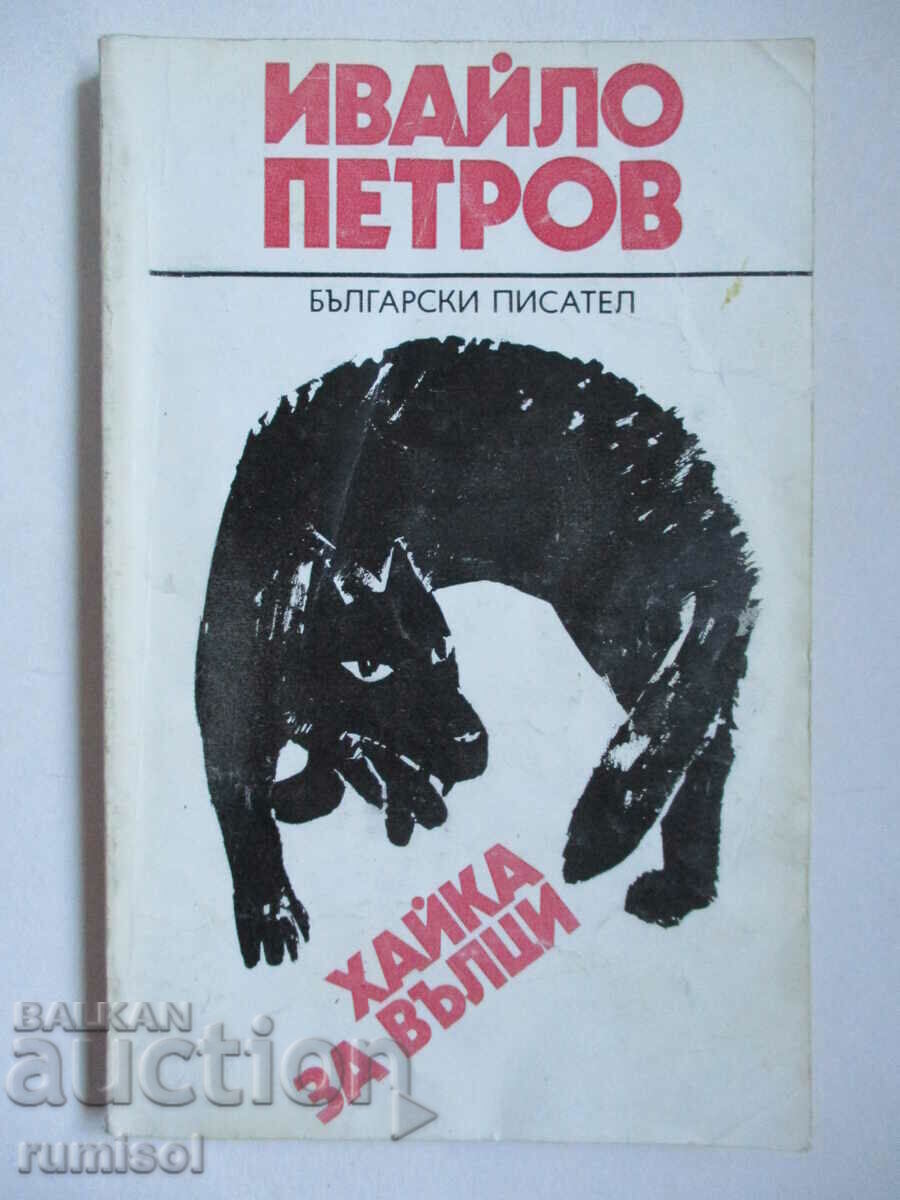 ИВАЙЛО
ПЕТРОВ
БЪЛГАРСКИ ПИСАТЕЛ
ХАЙКА
ЗА ВЪЛЦИ
BALKAN
auction
rumisol